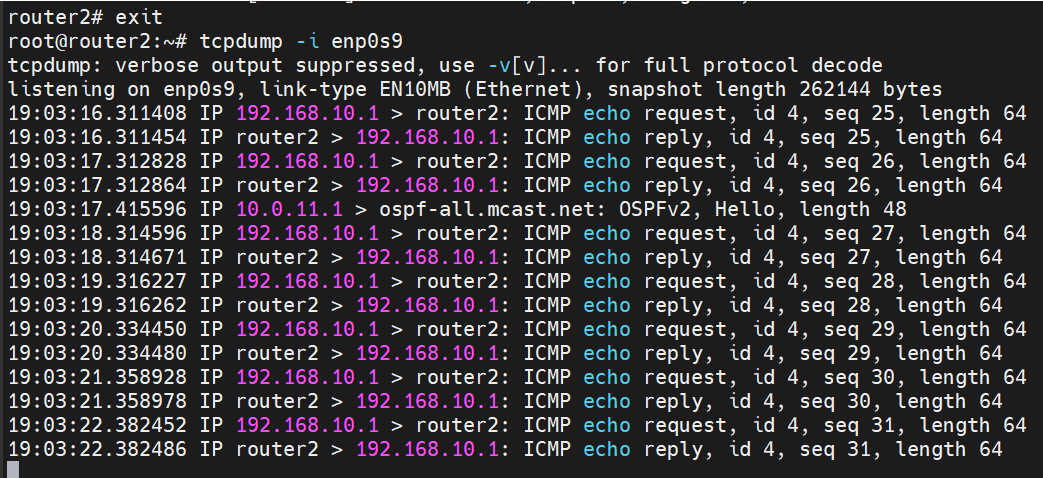 router2# exit
root@router2:~# tcpdump -i enp0s9
tcpdump: verbose output suppressed, use -v[v]... for full protocol decode
listening on enp0s9, link-type EN10MB (Ethernet), snapshot length 262144 bytes
19:03:16.311408 IP 192.168.10.1 > router2: ICMP echo request, id 4, seq 25, length 64
19:03:16.311454 IP router2 > 192.168.10.1: ICMP echo reply, id 4, seq 25, length 64
19:03:17.312828 IP 192.168.10.1 > router2: ICMP echo request, id 4, seq 26, length 64
19:03:17.312864 IP router2 > 192.168.10.1: ICMP echo reply, id 4, seq 26, length 64
19:03:17.415596 IP 10.0.11.1 > ospf-all.mcast.net: OSPFv2, Hello, length 48
19:03:18.314596 IP 192.168.10.1 > router2: ICMP echo request, id 4, seq 27, length 64
19:03:18.314671 IP router2 > 192.168.10.1: ICMP echo reply, id 4, seq 27, length 64
19:03:19.316227 IP 192.168.10.1 > router2: ICMP echo request, id 4, seq 28, length 64
19:03:19.316262 IP router2 > 192.168.10.1: ICMP echo reply, id 4, seq 28, length 64
19:03:20.334450 IP 192.168.10.1 > router2: ICMP echo request, id 4, seq 29, length 64
19:03:20.334480 IP router2 > 192.168.10.1: ICMP echo reply, id 4, seq 29, length 64
19:03:21.358928 IP 192.168.10.1 > router2: ICMP echo request, id 4, seq 30, length 64
19:03:21.358978 IP router2 > 192.168.10.1: ICMP echo reply, id 4, seq 30, length 64
19:03:22.382452 IP 192.168.10.1 > router2: ICMP echo request, id 4, seq 31, length 64
19:03:22.382486 IP router2 > 192.168.10.1: ICMP echo reply, id 4, seq 31, length 64